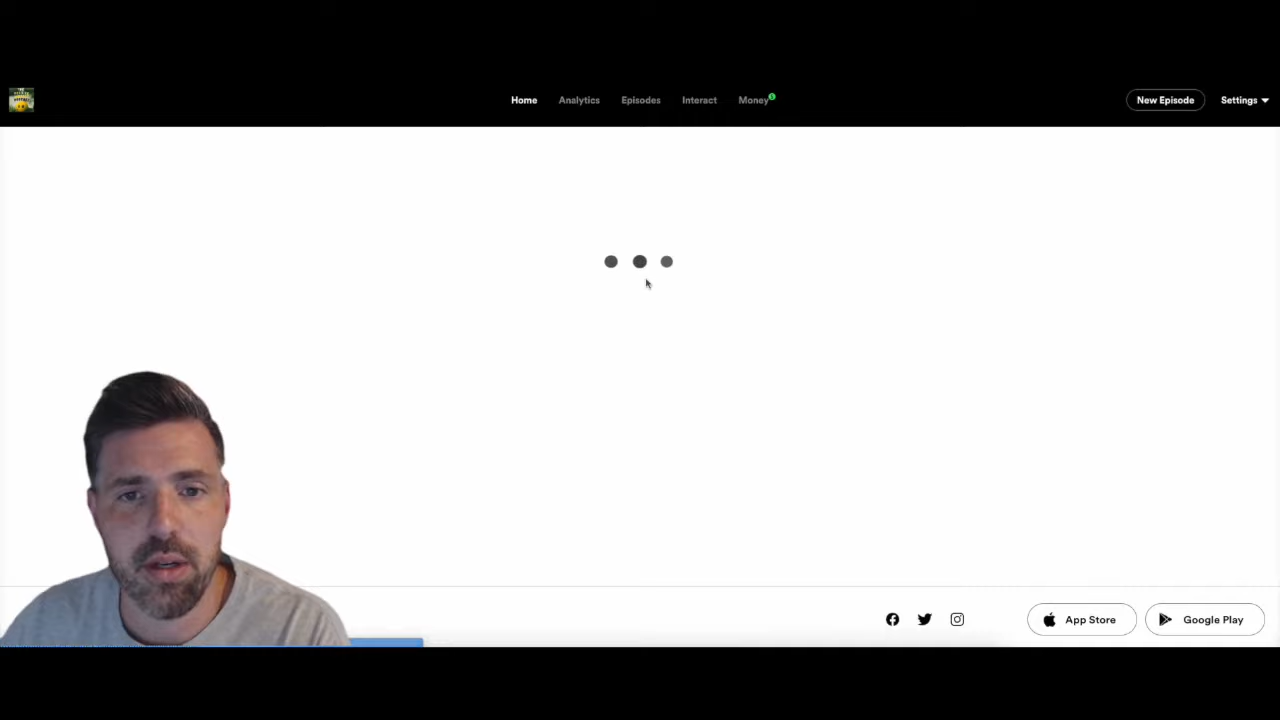 Home
Analytics
Episodes
Interact
Money
New Episode
Settings
App Store
Google Play